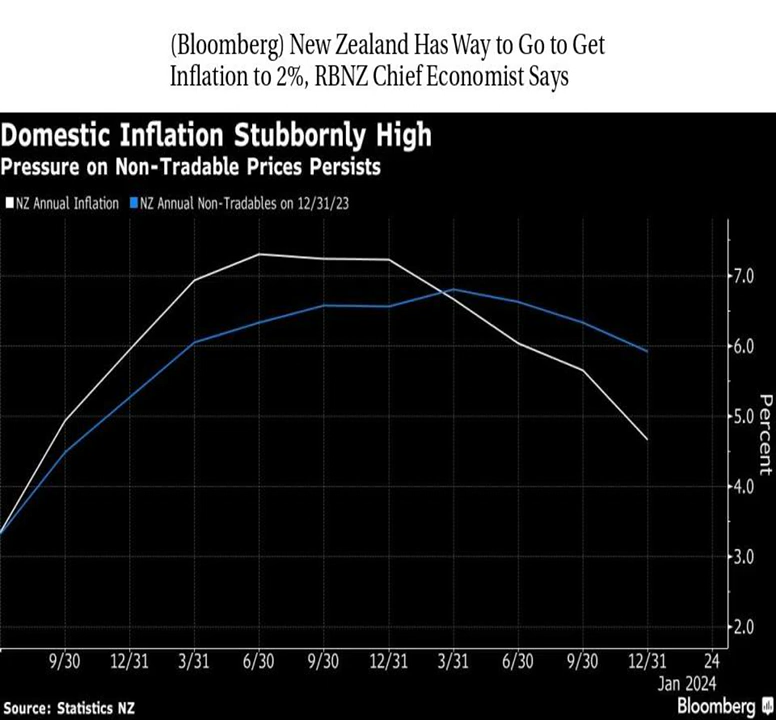 (Bloomberg) New Zealand Has Way to Go to Get
Inflation to 2%, RBNZ Chief Economist Says
Domestic Inflation Stubbornly High
Pressure on Non-Tradable Prices Persists
NZ Annual Inflation NZ Annual Non-Tradables on 12/31/23
7.0
6.0
5.0
4.0
3.0
2.0
Percent
9/30 12/31 3/31 6/30 9/30 12/31 3/31 6/30 9/30 12/31 24
Jan 2024
Source: Statistics NZ
Bloomberg